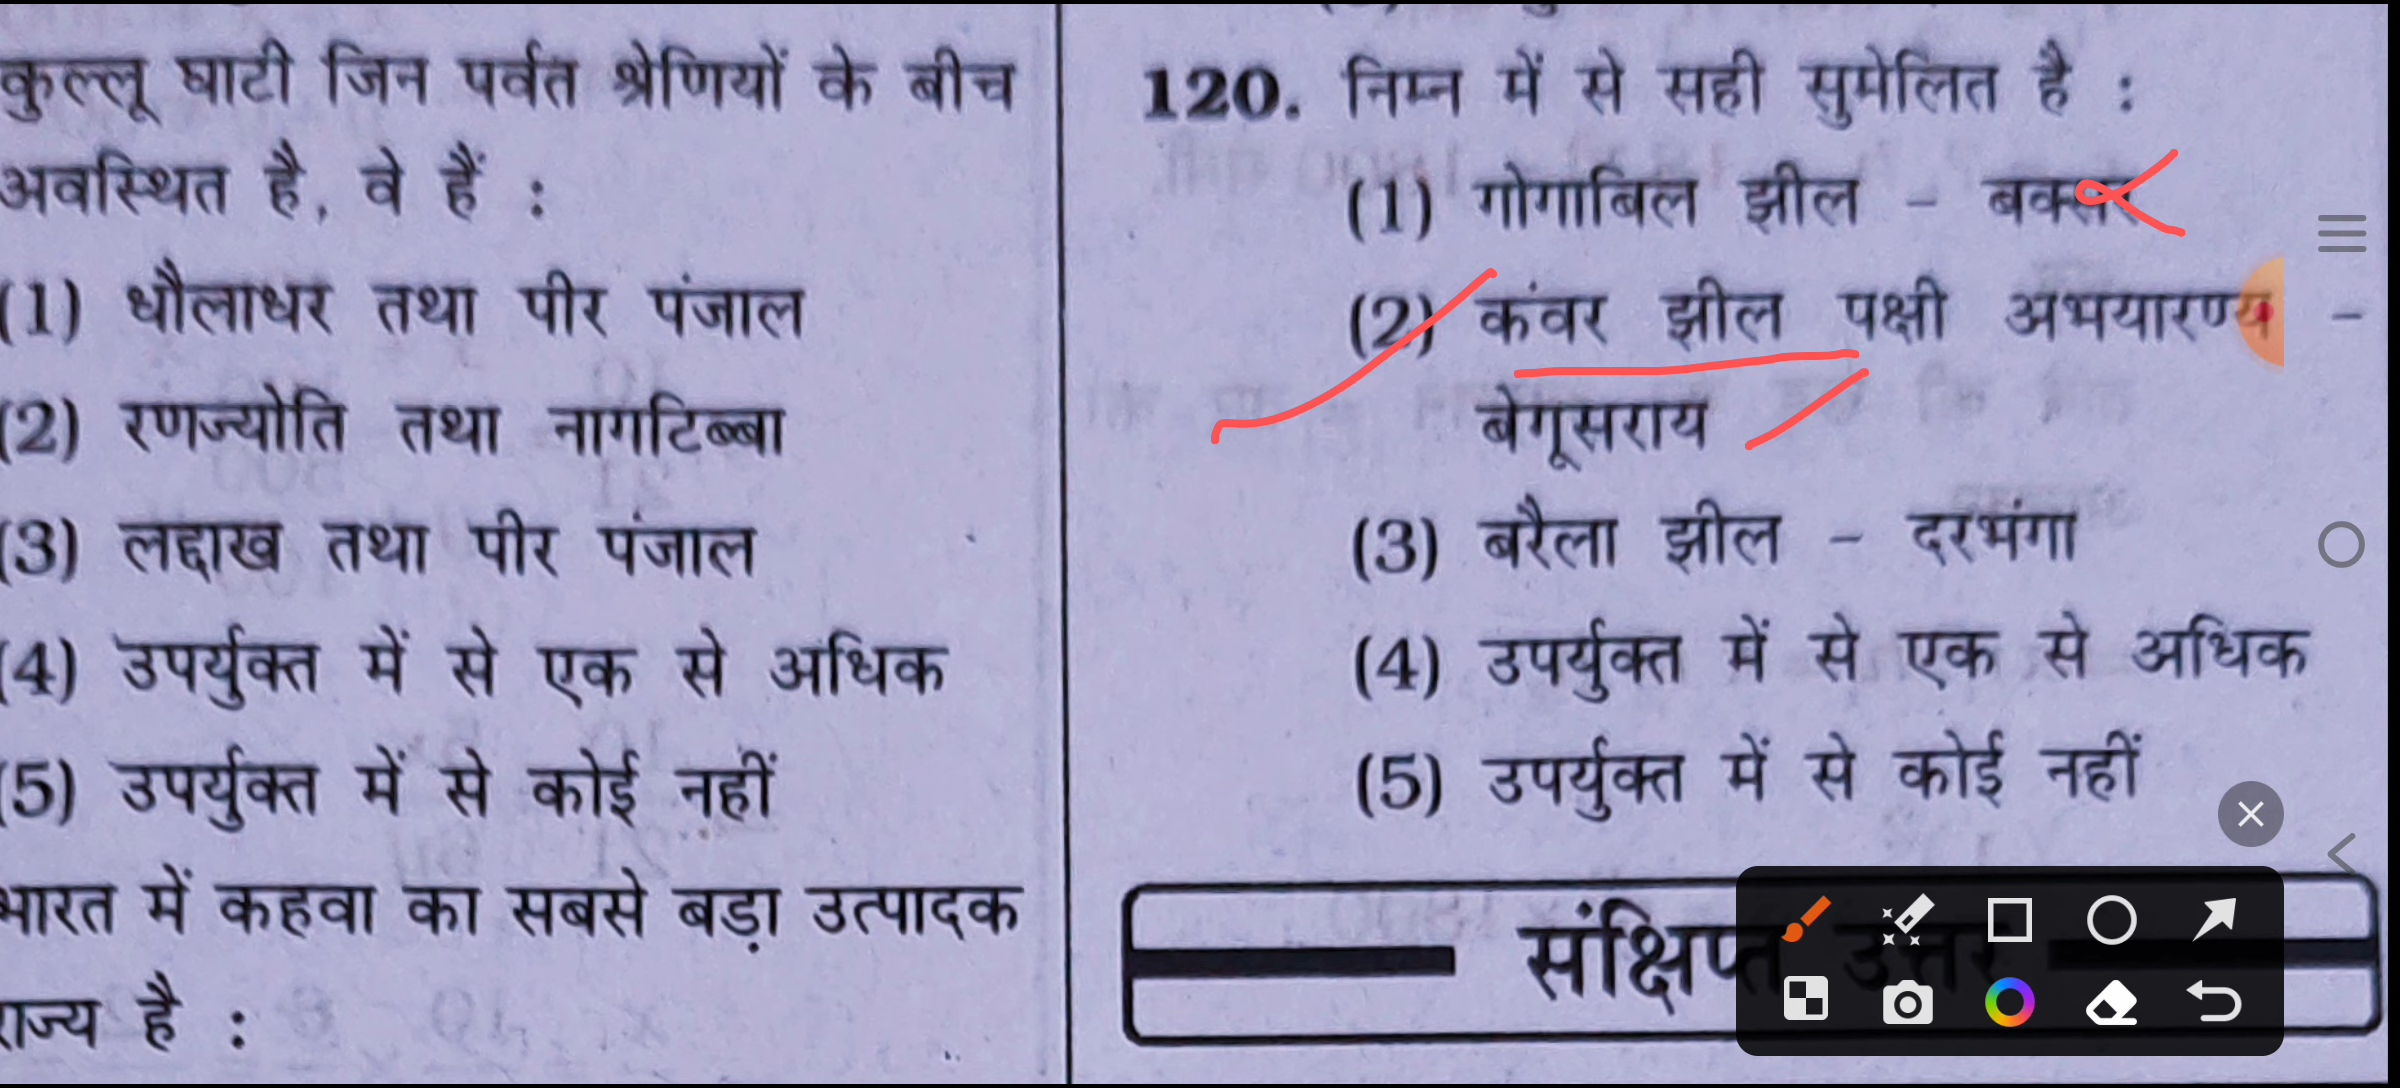 कुल्लू घाटी जिन पर्वत श्रेणियों के बीच
अवस्थित है, वे हैं :
(1) धौलाधर तथा पीर पंजाल
(2) रणज्योति तथा नागटिब्बा
(3) लद्दाख तथा पीर पंजाल
(4) उपर्युक्त में से एक से अधिक
(5) उपर्युक्त में से कोई नहीं
भारत में कहवा का सबसे बड़ा उत्पादक
राज्य है :
120. निम्न में से सही सुमेलित है :
(1) गोगाबिल झील - बक्सर
(2) कंवर झील पक्षी अभयारण्य -
बेगूसराय
(3) बरैला झील - दरभंगा
(4) उपर्युक्त में से एक से अधिक
(5) उपर्युक्त में से कोई नहीं
संक्षिप्त उत्तर